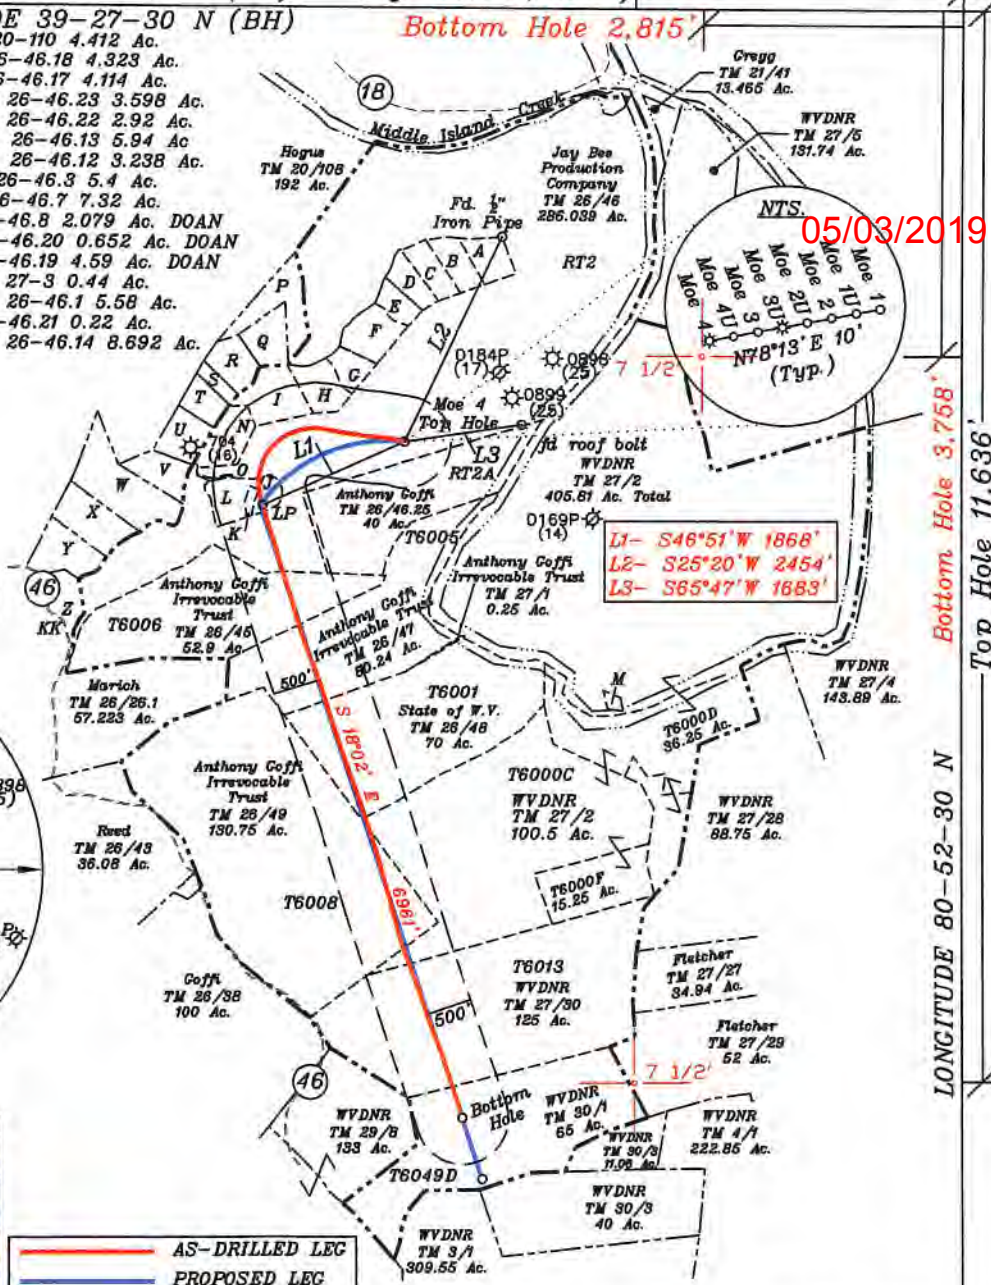 DE 39-27-30 N (BH)
Bottom Hole 2,815'
20-110 4.412 Ac.
6-46.18 4.323 Ac.
6-46.17 4.114 Ac.
26-46.23 3.598 Ac.
26-46.22 2.92 Ac.
26-46.13 5.94 Ac
26-46.12 3.238 Ac.
26-46.3 5.4 Ac.
6-46.7 7.32 Ac.
-46.8 2.079 Ac. DOAN
-46.20 0.652 Ac. DOAN
-46.19 4.59 Ac. DOAN
27-3 0.44 Ac.
26-46.1 5.58 Ac.
-46.21 0.22 Ac.
26-46.14 8.692 Ac.
18
Middle Island Creek
Gregg
TM 21/41
13.465 Ac.
WVDNR
TM 27/5
131.74 Ac.
Hogus
TM 20/108
192 Ac.
Jay Bee
Production
Company
TM 26/46
286.039 Ac.
Fd. 1/2"
Iron Pipe
RT2
NTS.
05/03/2019
Moe 4
Moe 4U
Moe 3
Moe 3U
Moe 2U
Moe 2
Moe 1U
Moe 1
N78°13'E 10'
(Typ.)
7 1/2'
A
B
C
D
E
F
G
H
I
P
Q
R
S
T
U
V
W
X
Y
Z
KK
N
O
J
L
K
L2
0184P
(17)
0898
(25)
0899
(25)
Moe 4
Top Hole
L1
L3
LP
RT2A
704
(16)
fd roof bolt
WVDNR
TM 27/2
405.81 Ac. Total
0169P
(14)
L1- S46°51'W 1868'
L2- S25°20'W 2454'
L3- S65°47'W 1683'
Anthony Goffi
TM 26/46.25
40 Ac.
T6005
Anthony Goffi
Irrevocable Trust
TM 27/1
0.25 Ac.
46
T6006
Anthony Goffi
Irrevocable
Trust
TM 26/45
52.9 Ac.
Anthony Goffi
Irrevocable Trust
TM 26/47
80.24 Ac.
Marich
TM 26/26.1
57.223 Ac.
500'
S 18°02' E
6961'
T6001
State of W.V.
TM 26/48
70 Ac.
M
T6000D
36.25 Ac.
WVDNR
TM 27/4
143.89 Ac.
Anthony Goffi
Irrevocable
Trust
TM 26/49
130.75 Ac.
T6000C
WVDNR
TM 27/2
100.5 Ac.
WVDNR
TM 27/28
88.75 Ac.
Reed
TM 26/43
36.08 Ac.
T6008
T6000F
15.25 Ac.
Goffi
TM 26/38
100 Ac.
T6013
WVDNR
TM 27/30
125 Ac.
500'
Fletcher
TM 27/27
34.94 Ac.
Fletcher
TM 27/29
52 Ac.
7 1/2'
46
Bottom
Hole
WVDNR
TM 29/8
133 Ac.
T6049D
WVDNR
TM 30/1
65 Ac.
WVDNR
TM 30/3
11.06 Ac.
WVDNR
TM 4/1
222.85 Ac.
WVDNR
TM 30/3
40 Ac.
WVDNR
TM 3/1
309.55 Ac.
Bottom Hole 3,758'
Top Hole 11,636'
LONGITUDE 80-52-30 N
AS-DRILLED LEG
PROPOSED LEG